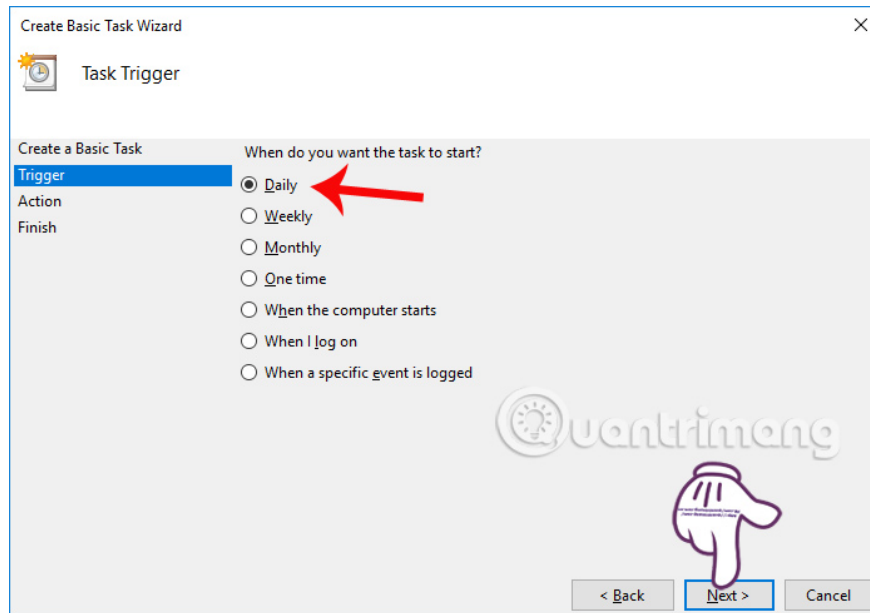 Create Basic Task Wizard
Task Trigger
Create a Basic Task
Trigger
Action
Finish
When do you want the task to start?
Daily
Weekly
Monthly
One time
When the computer starts
When I log on
When a specific event is logged
Quantrimang
< Back
Next >
Cancel